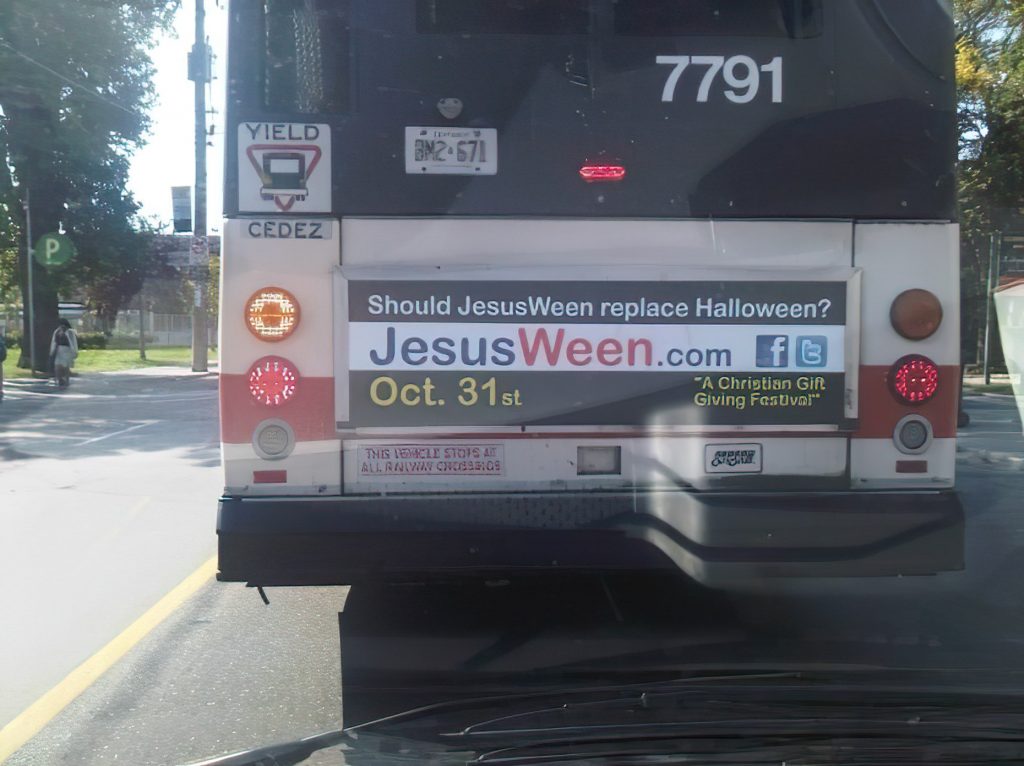 7791
YIELD
CEDEZ
P
Should JesusWeen replace Halloween?
JesusWeen.com
f t
Oct. 31st
"A Christian Gift
Giving Festival"
THIS VEHICLE STOPS AT
ALL RAILWAY CROSSINGS